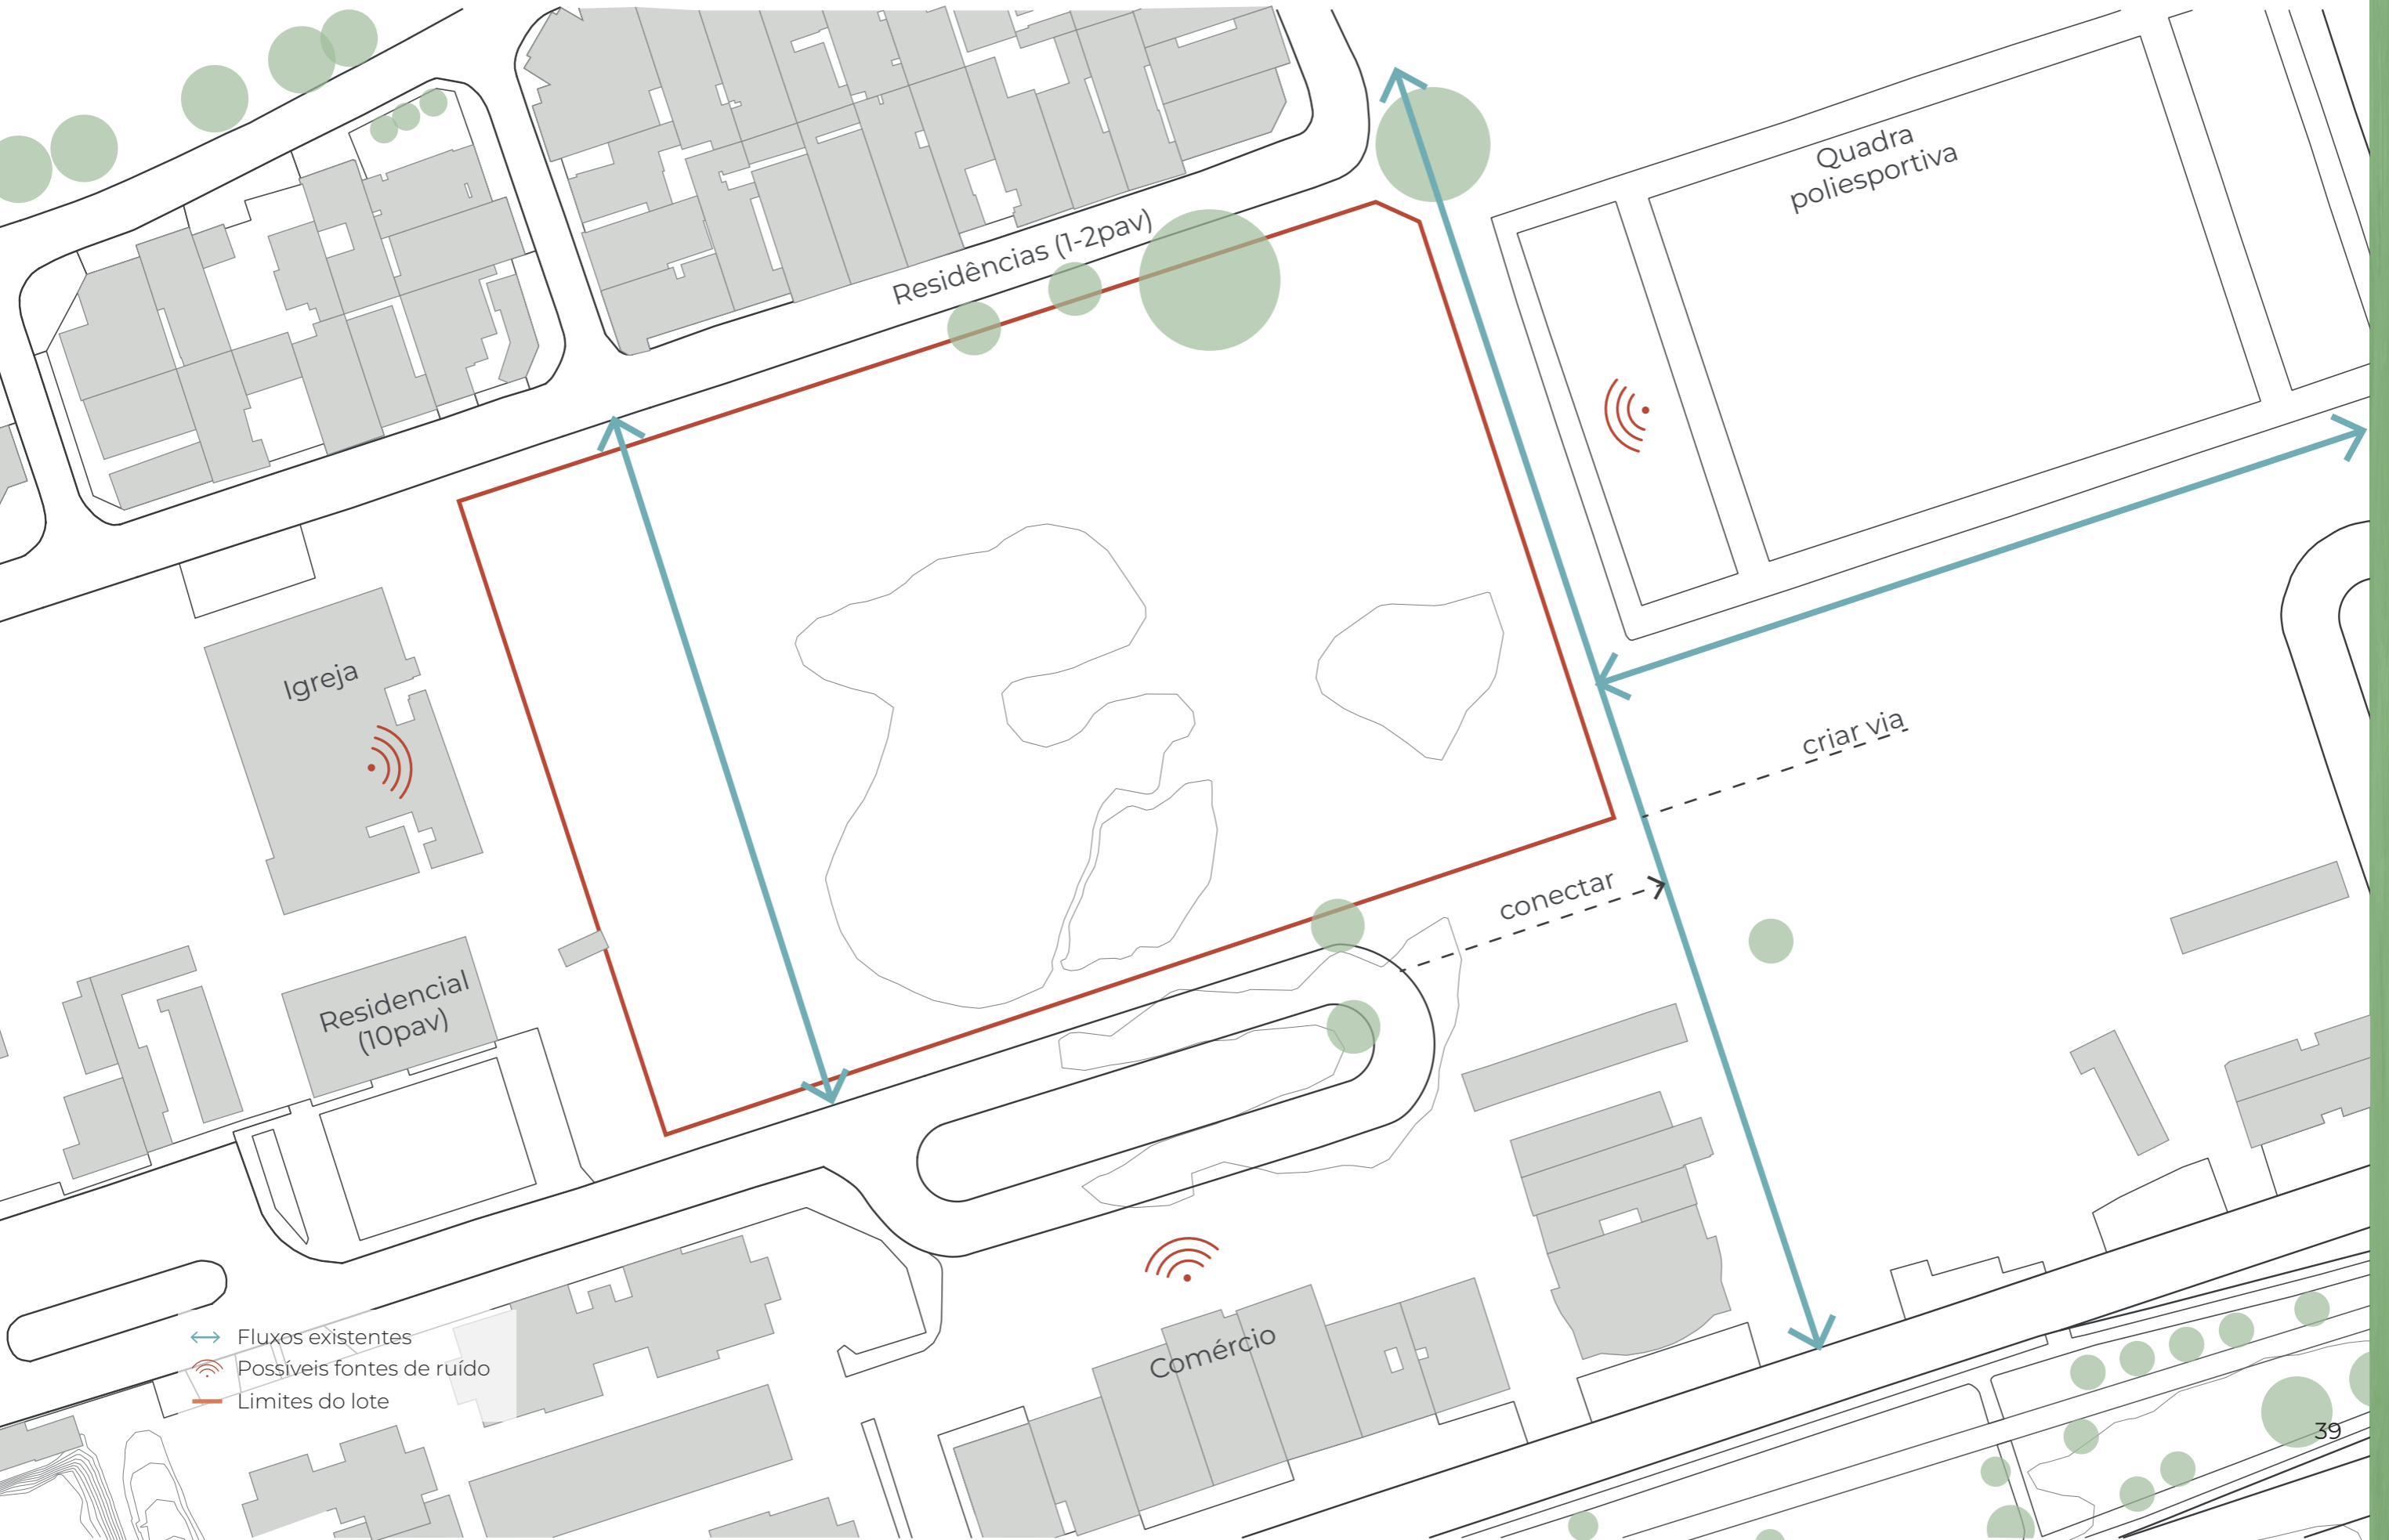 Quadra
poliesportiva
Residências (1-2pav)
Igreja
criar via
conectar
Residencial
(10pav)
Comércio
Fluxos existentes
Possíveis fontes de ruído
Limites do lote
39